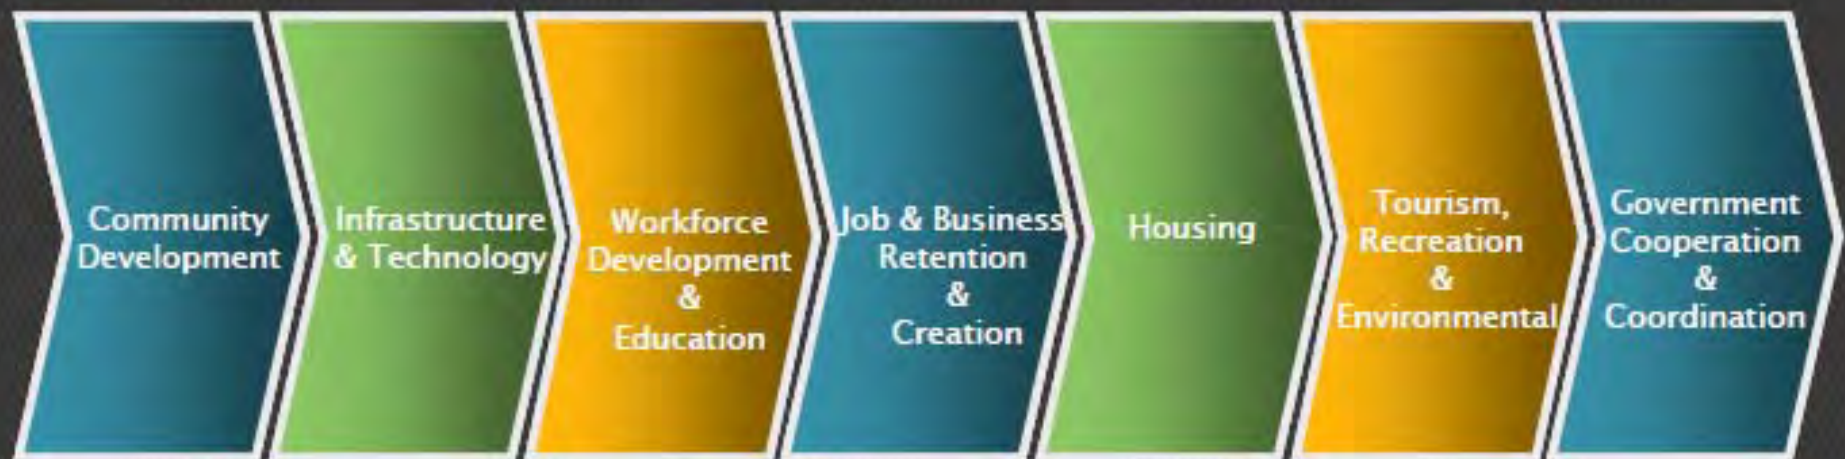 Community
Development
Infrastructure
& Technology
Workforce
Development
&
Education
Job & Business
Retention
&
Creation
Housing
Tourism,
Recreation
&
Environmental
Government
Cooperation
&
Coordination